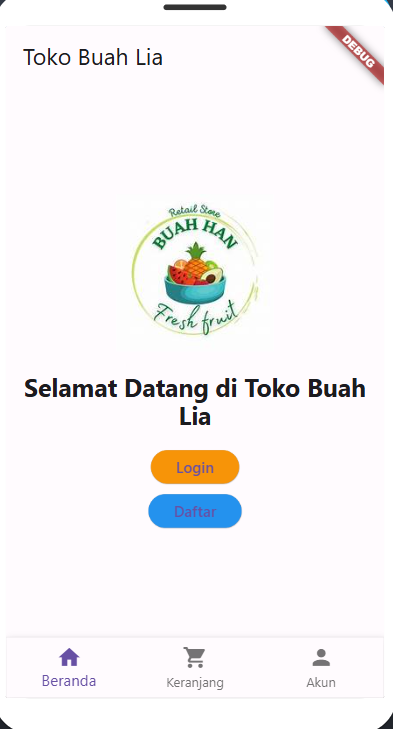 DEBUG
Toko Buah Lia
Retail Store
BUAH HAN
Fresh fruit
Selamat Datang di Toko Buah
Lia
Login
Daftar
Beranda
Keranjang
Akun